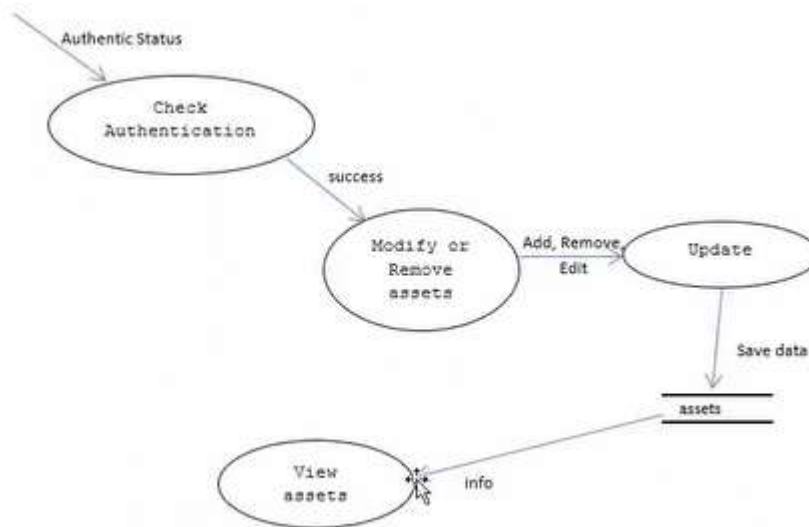 Authentic Status
Check
Authentication
success
Modify or
Remove
assets
Add, Remove,
Edit
Update
Save data
assets
View
assets
info